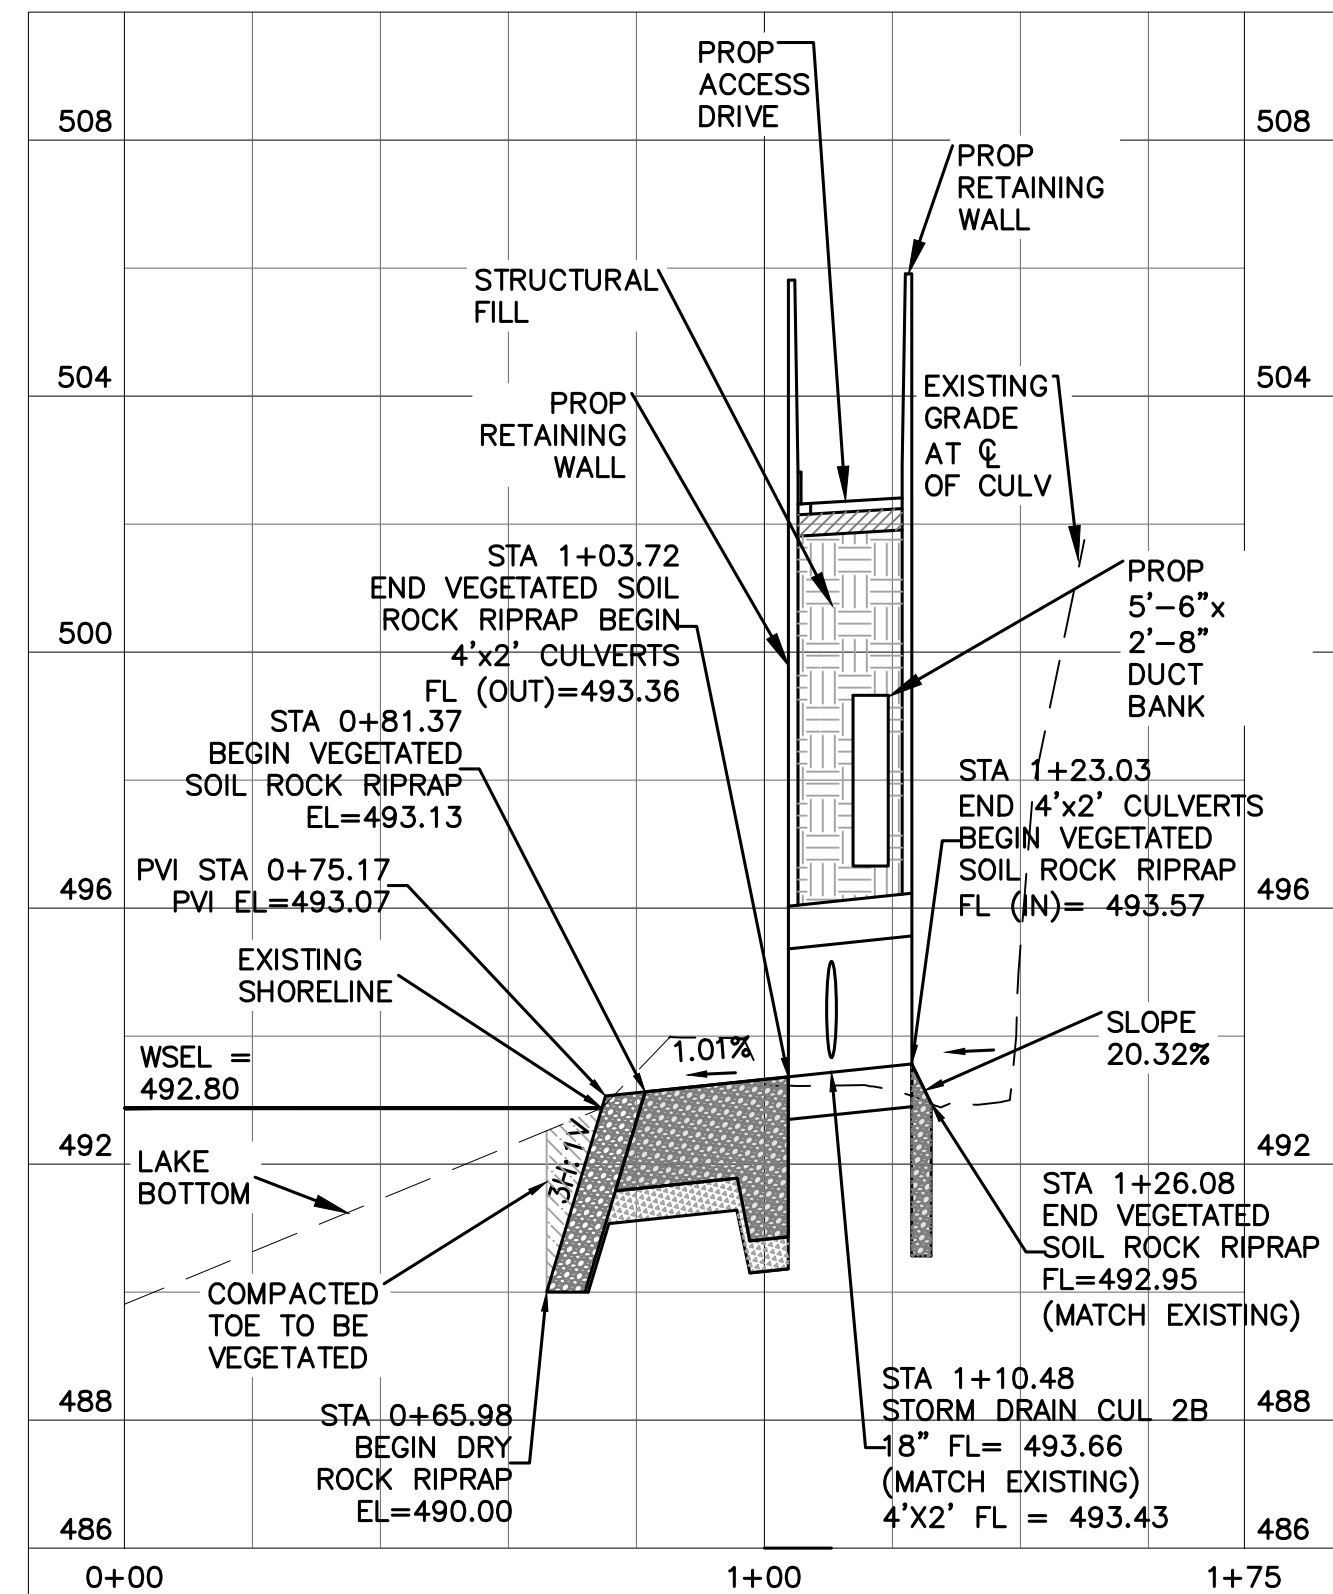 PROP
ACCESS
DRIVE
508
508
PROP
RETAINING
WALL
STRUCTURAL
FILL
504
504
PROP
RETAINING
WALL
EXISTING
GRADE
AT ℄
OF CULV
STA 1+03.72
END VEGETATED SOIL
ROCK RIPRAP BEGIN
4'x2' CULVERTS
FL (OUT)=493.36
PROP
5'-6"x
2'-8"
DUCT
BANK
500
500
STA 0+81.37
BEGIN VEGETATED
SOIL ROCK RIPRAP
EL=493.13
STA 1+23.03
END 4'x2' CULVERTS
BEGIN VEGETATED
SOIL ROCK RIPRAP
FL (IN)= 493.57
PVI STA 0+75.17
PVI EL=493.07
496
496
EXISTING
SHORELINE
SLOPE
20.32%
1.01%
WSEL =
492.80
3H:1V
492
492
LAKE
BOTTOM
STA 1+26.08
END VEGETATED
SOIL ROCK RIPRAP
FL=492.95
(MATCH EXISTING)
COMPACTED
TOE TO BE
VEGETATED
STA 1+10.48
STORM DRAIN CUL 2B
18" FL= 493.66
(MATCH EXISTING)
4'X2' FL = 493.43
488
488
STA 0+65.98
BEGIN DRY
ROCK RIPRAP
EL=490.00
486
486
0+00
1+00
1+75